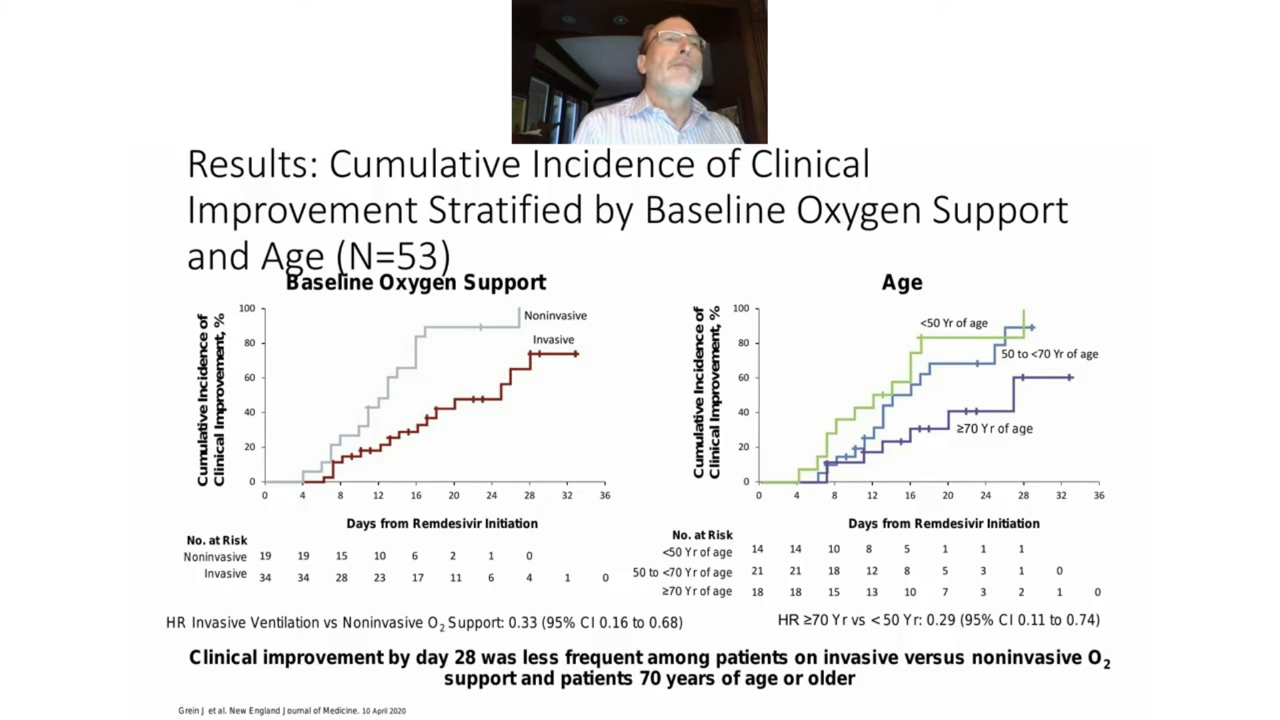 Results: Cumulative Incidence of Clinical
Improvement Stratified by Baseline Oxygen Support
and Age (N=53)
Baseline Oxygen Support
Cumulative Incidence of
Clinical Improvement, %
100
80
60
40
20
0
Noninvasive
Invasive
0 4 8 12 16 20 24 28 32 36
Days from Remdesivir Initiation
No. at Risk
Noninvasive 19 19 15 10 6 2 1 0
Invasive 34 34 28 23 17 11 6 4 1 0
HR Invasive Ventilation vs Noninvasive O2 Support: 0.33 (95% CI 0.16 to 0.68)
Age
Cumulative Incidence of
Clinical Improvement, %
100
80
60
40
20
0
<50 Yr of age
50 to <70 Yr of age
≥70 Yr of age
0 4 8 12 16 20 24 28 32 36
Days from Remdesivir Initiation
No. at Risk
<50 Yr of age 14 14 10 8 5 1 1 1
50 to <70 Yr of age 21 21 18 12 8 5 3 1 0
≥70 Yr of age 18 18 15 13 10 7 3 2 1 0
HR ≥70 Yr vs < 50 Yr: 0.29 (95% CI 0.11 to 0.74)
Clinical improvement by day 28 was less frequent among patients on invasive versus noninvasive O2
support and patients 70 years of age or older
Grein J et al. New England Journal of Medicine. 10 April 2020